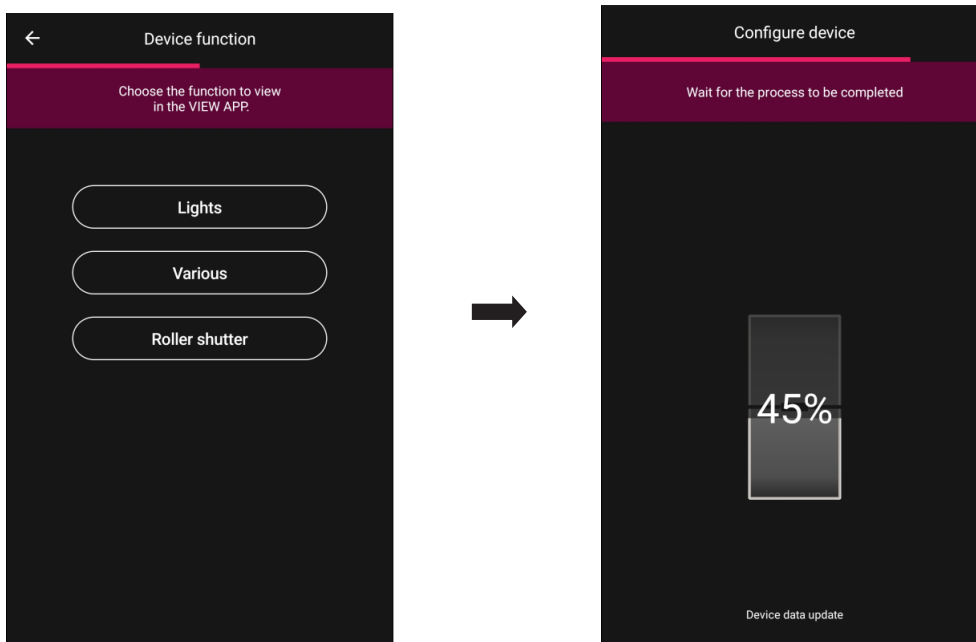 Device function
Choose the function to view
in the VIEW APP.
Lights
Various
Roller shutter
Configure device
Wait for the process to be completed
45%
Device data update